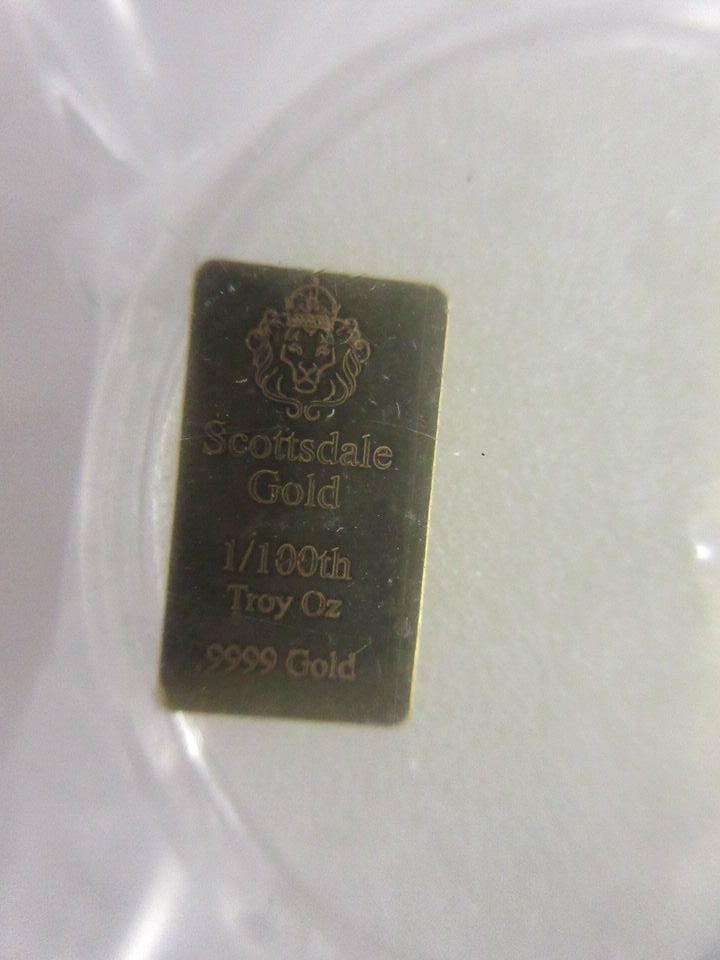 Scottsdale
Gold
1/100th
Troy Oz
.9999 Gold